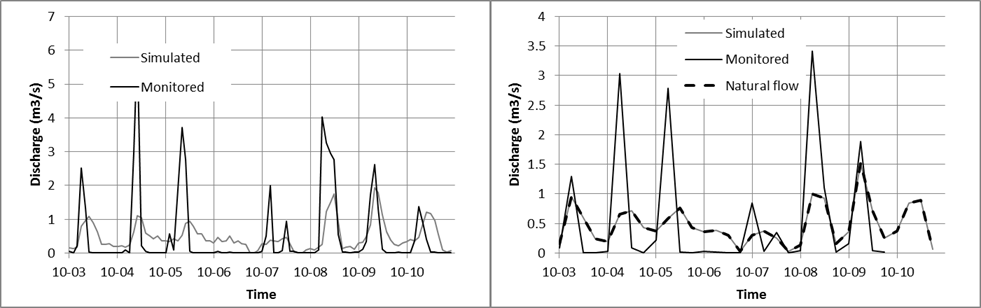 7
6
5
4
3
2
1
0
Discharge (m3/s)
Simulated
Monitored
10-03 10-04 10-05 10-06 10-07 10-08 10-09 10-10
Time
4
3.5
3
2.5
2
1.5
1
0.5
0
Discharge (m3/s)
Simulated
Monitored
Natural flow
10-03 10-04 10-05 10-06 10-07 10-08 10-09 10-10
Time